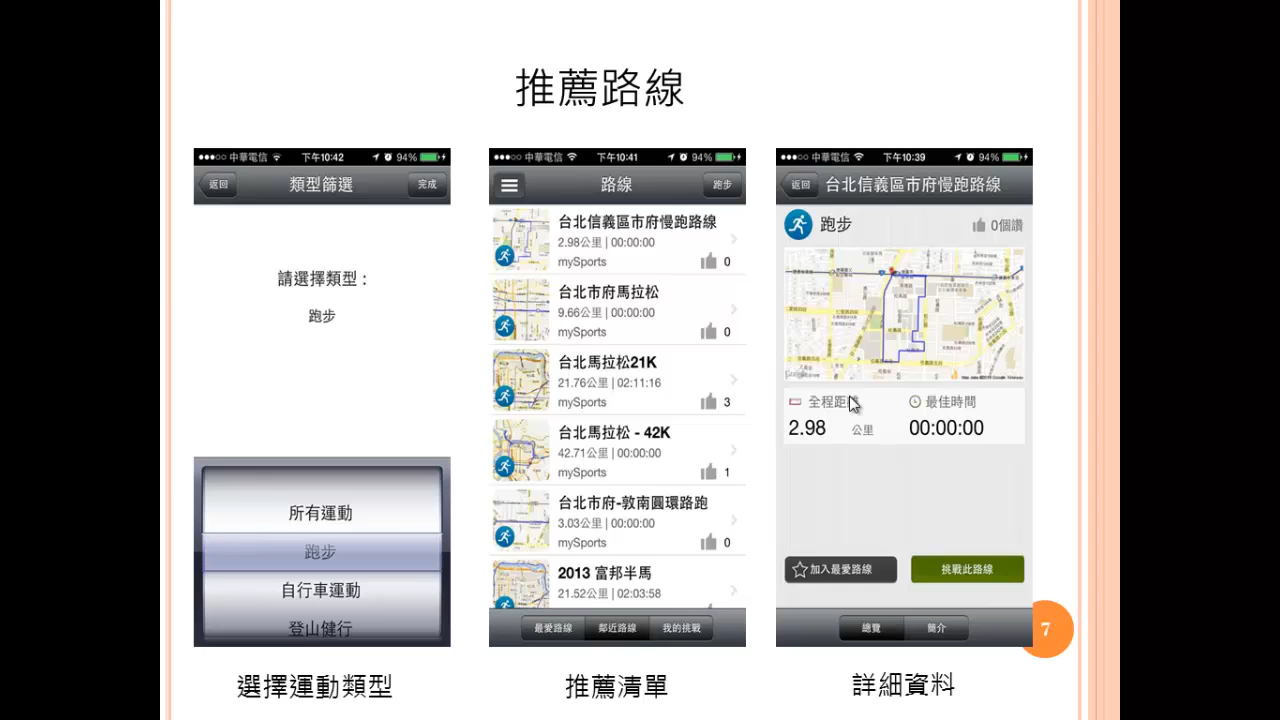 推薦路線
中華電信 下午10:42 94%
返回 類型篩選 完成
請選擇類型：
跑步
所有運動
跑步
自行車運動
登山健行
選擇運動類型
中華電信 下午10:41 94%
路線 跑步
台北信義區市府慢跑路線
2.98公里 | 00:00:00
mySports 0
台北市府馬拉松
9.66公里 | 00:00:00
mySports 0
台北馬拉松21K
21.76公里 | 02:11:16
mySports 3
台北馬拉松 - 42K
42.71公里 | 00:00:00
mySports 1
台北市府-敦南圓環路跑
3.03公里 | 00:00:00
mySports 0
2013 富邦半馬
21.52公里 | 02:03:58
最愛路線 鄰近路線 我的挑戰
推薦清單
中華電信 下午10:39 94%
返回 台北信義區市府慢跑路線
跑步 0個讚
全程距 最佳時間
2.98 公里 00:00:00
加入最愛路線 挑戰此路線
總覽 簡介
詳細資料
7